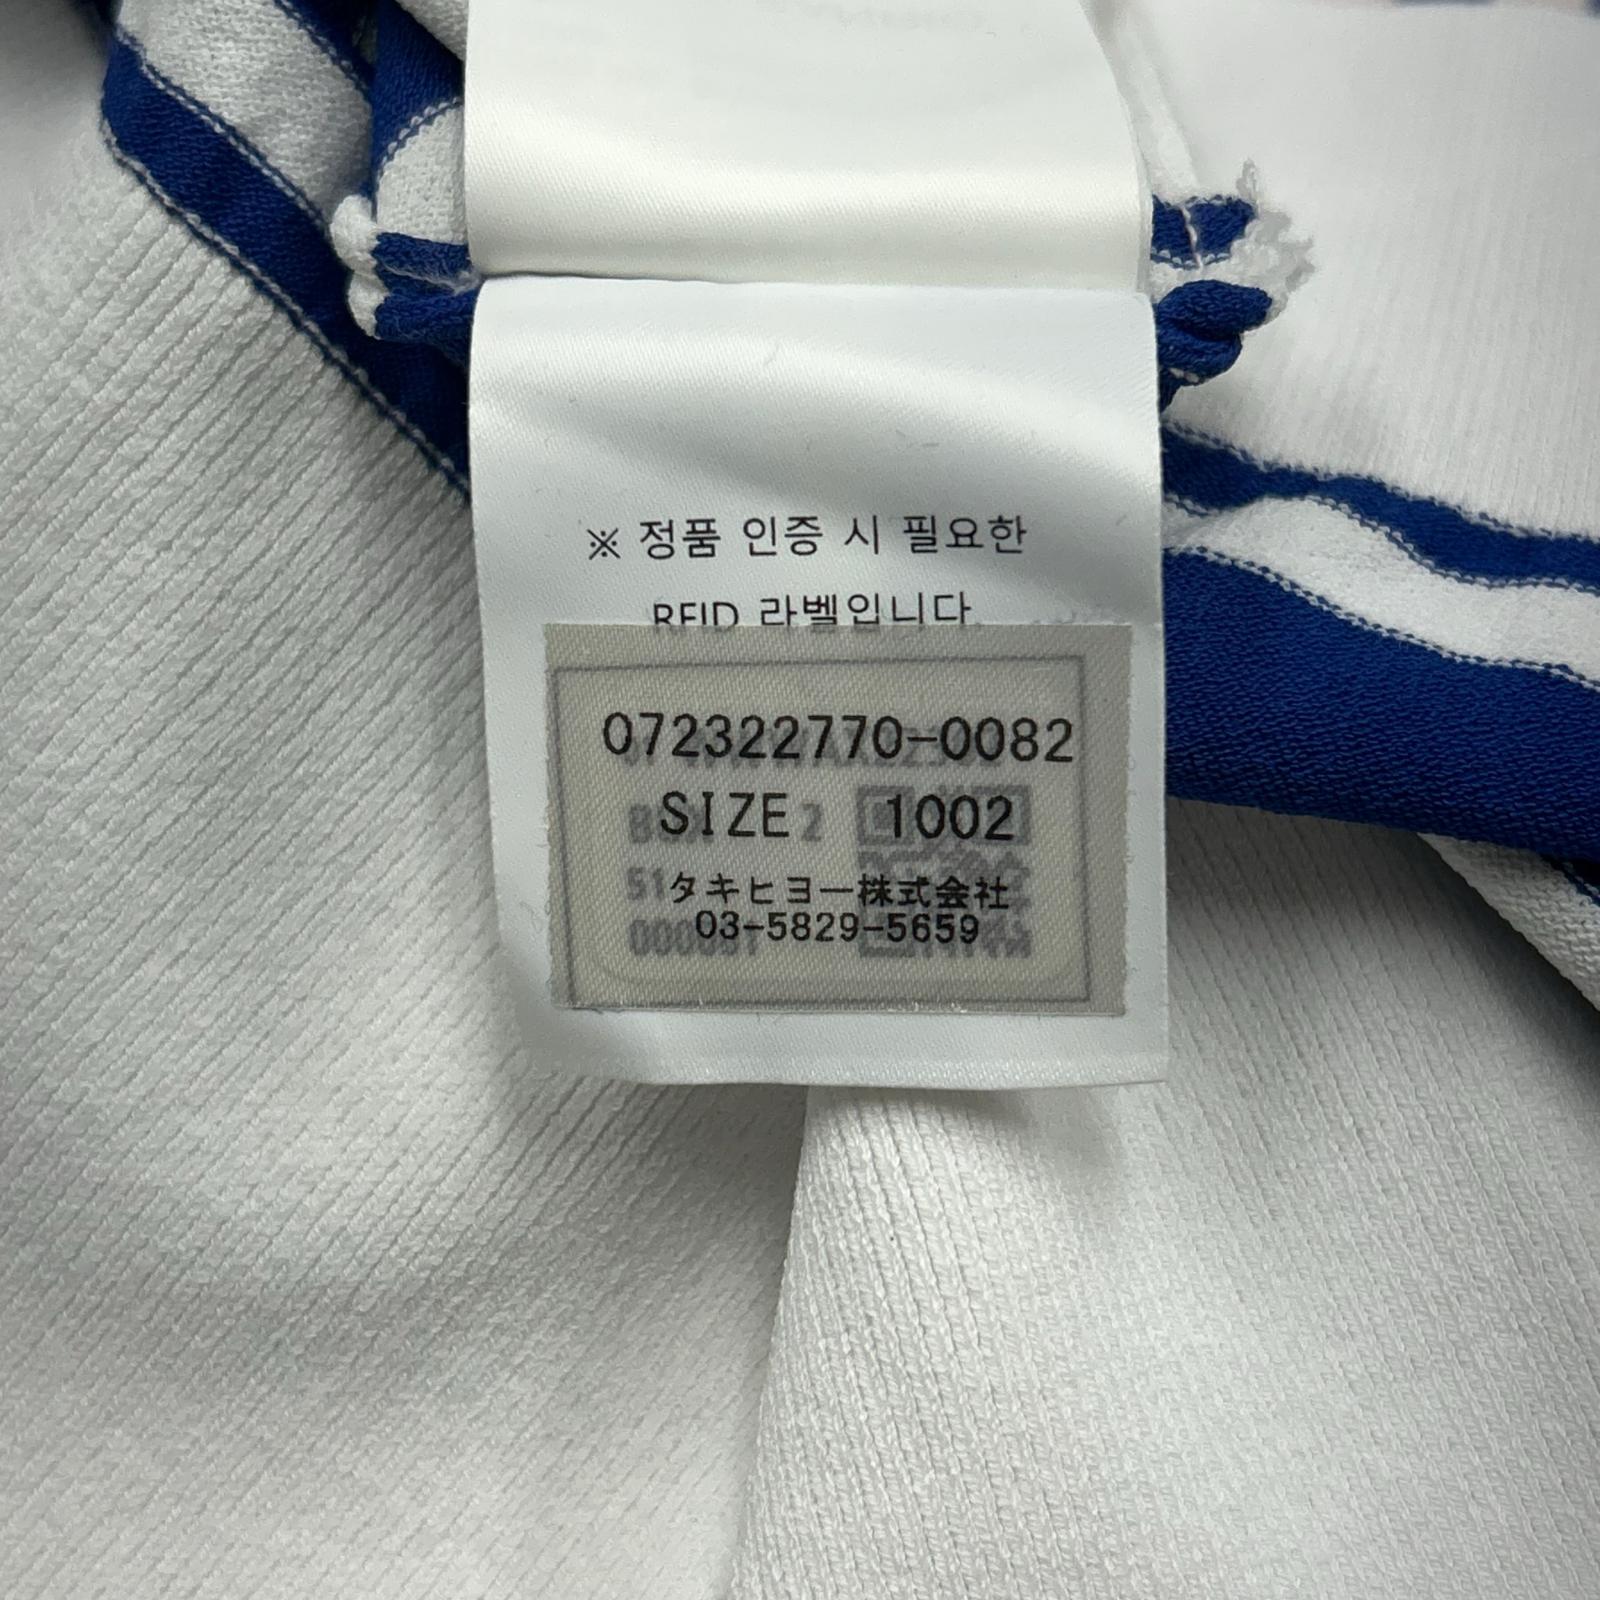 ※ 정품 인증 시 필요한
RFID 라벨입니다.
072322770-0082
SIZE 1002
タキヒヨー株式会社
03-5829-5659